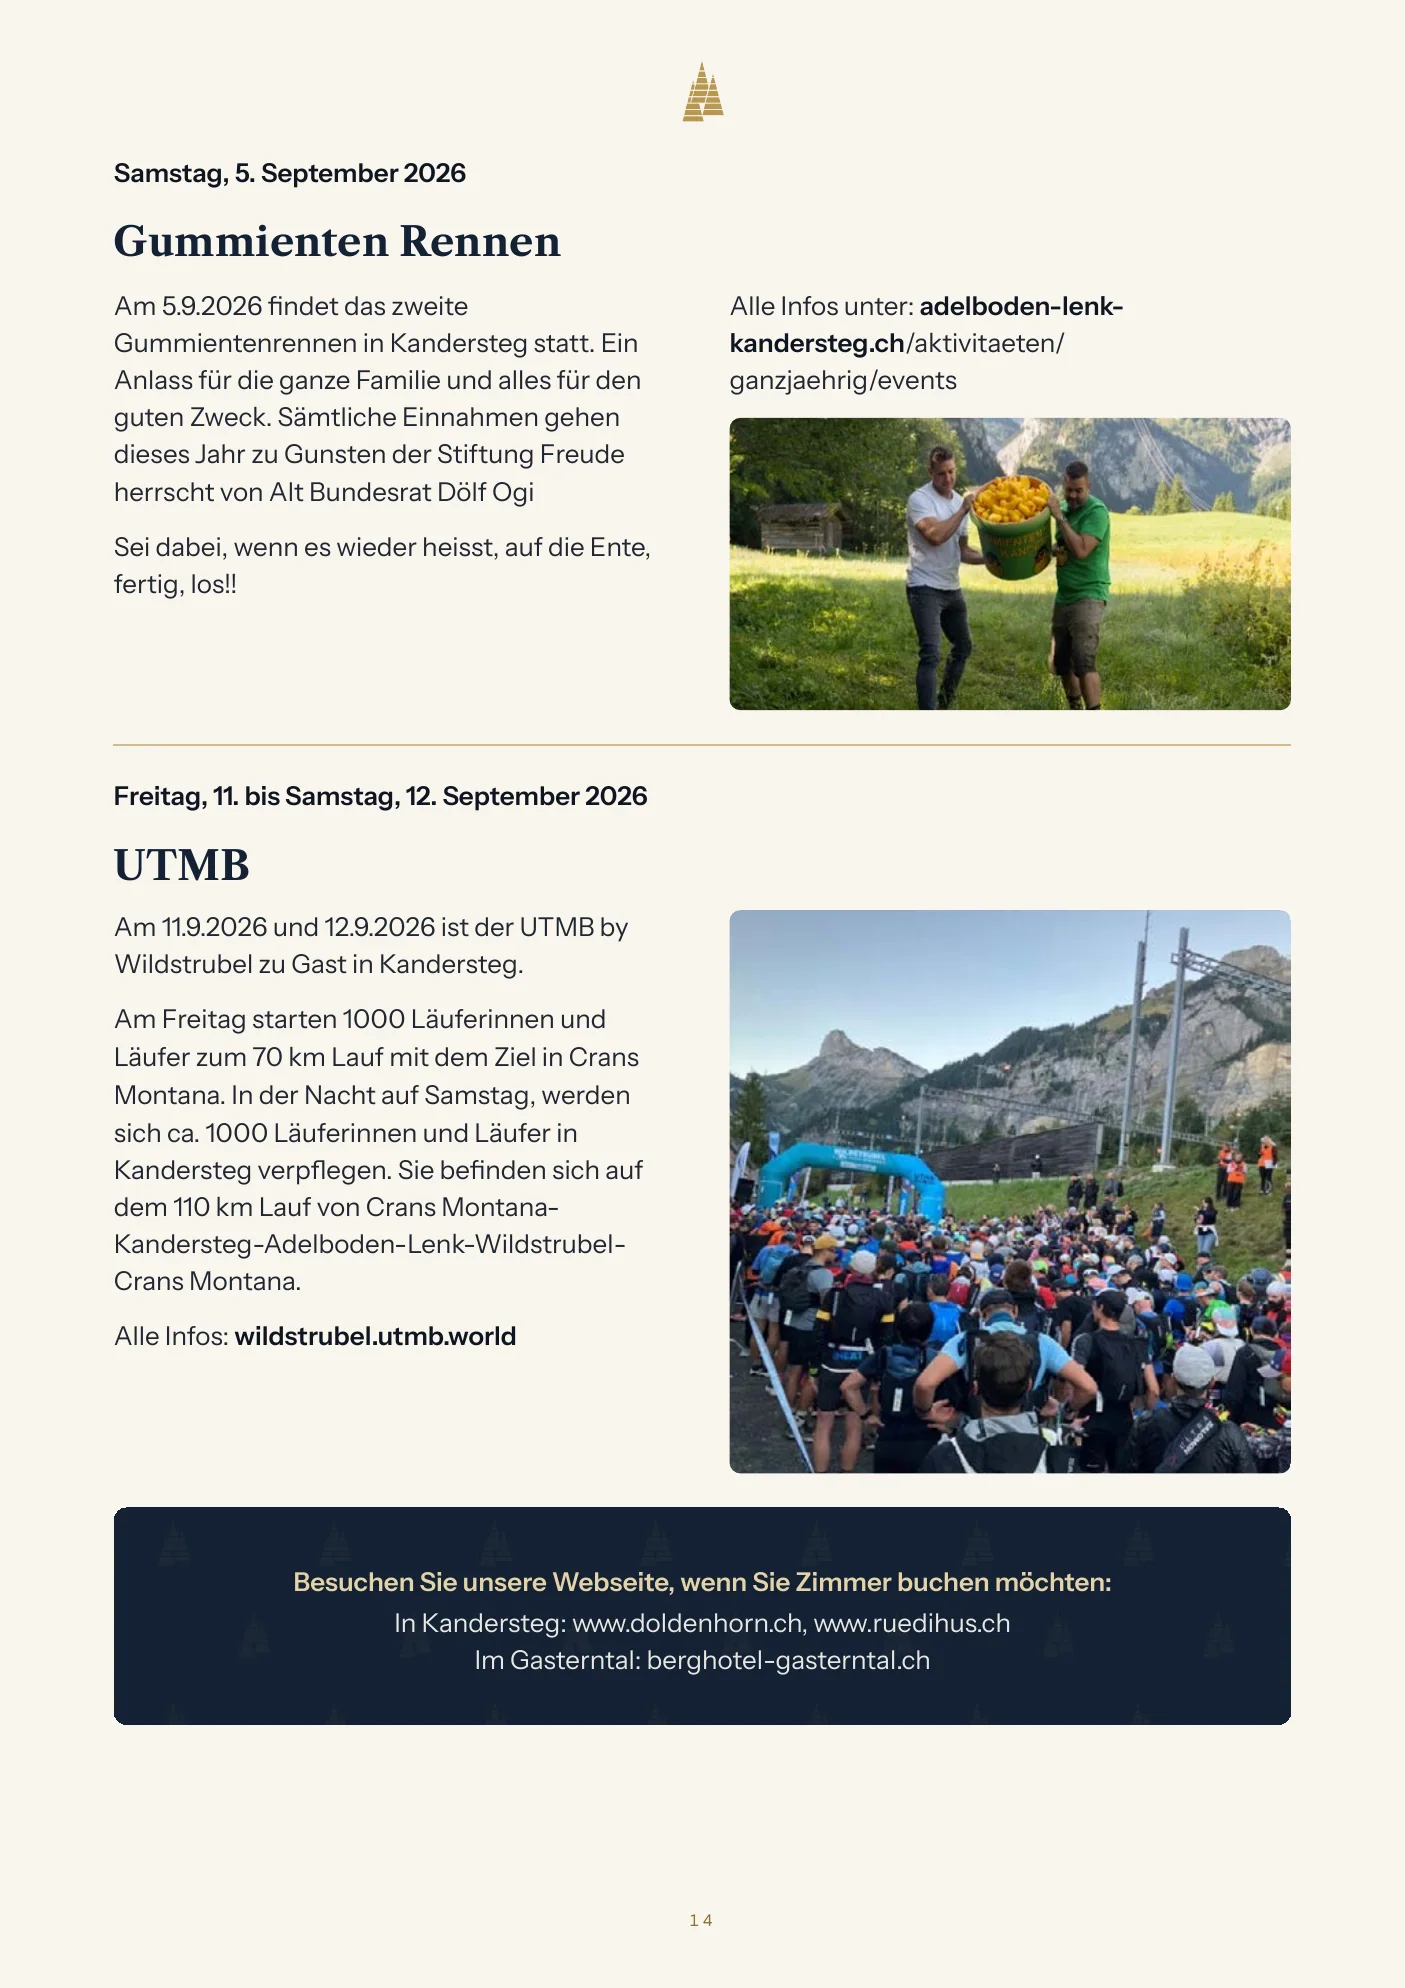 Samstag, 5. September 2026
Gummienten Rennen
Am 5.9.2026 findet das zweite
Gummientenrennen in Kandersteg statt. Ein
Anlass für die ganze Familie und alles für den
guten Zweck. Sämtliche Einnahmen gehen
dieses Jahr zu Gunsten der Stiftung Freude
herrscht von Alt Bundesrat Dölf Ogi
Sei dabei, wenn es wieder heisst, auf die Ente,
fertig, los!!
Alle Infos unter: adelboden-lenk-
kandersteg.ch/aktivitaeten/
ganzjaehrig/events
Freitag, 11. bis Samstag, 12. September 2026
UTMB
Am 11.9.2026 und 12.9.2026 ist der UTMB by
Wildstrubel zu Gast in Kandersteg.
Am Freitag starten 1000 Läuferinnen und
Läufer zum 70 km Lauf mit dem Ziel in Crans
Montana. In der Nacht auf Samstag, werden
sich ca. 1000 Läuferinnen und Läufer in
Kandersteg verpflegen. Sie befinden sich auf
dem 110 km Lauf von Crans Montana-
Kandersteg-Adelboden-Lenk-Wildstrubel-
Crans Montana.
Alle Infos: wildstrubel.utmb.world
Besuchen Sie unsere Webseite, wenn Sie Zimmer buchen möchten:
In Kandersteg: www.doldenhorn.ch, www.ruedihus.ch
Im Gasterntal: berghotel-gasterntal.ch
14